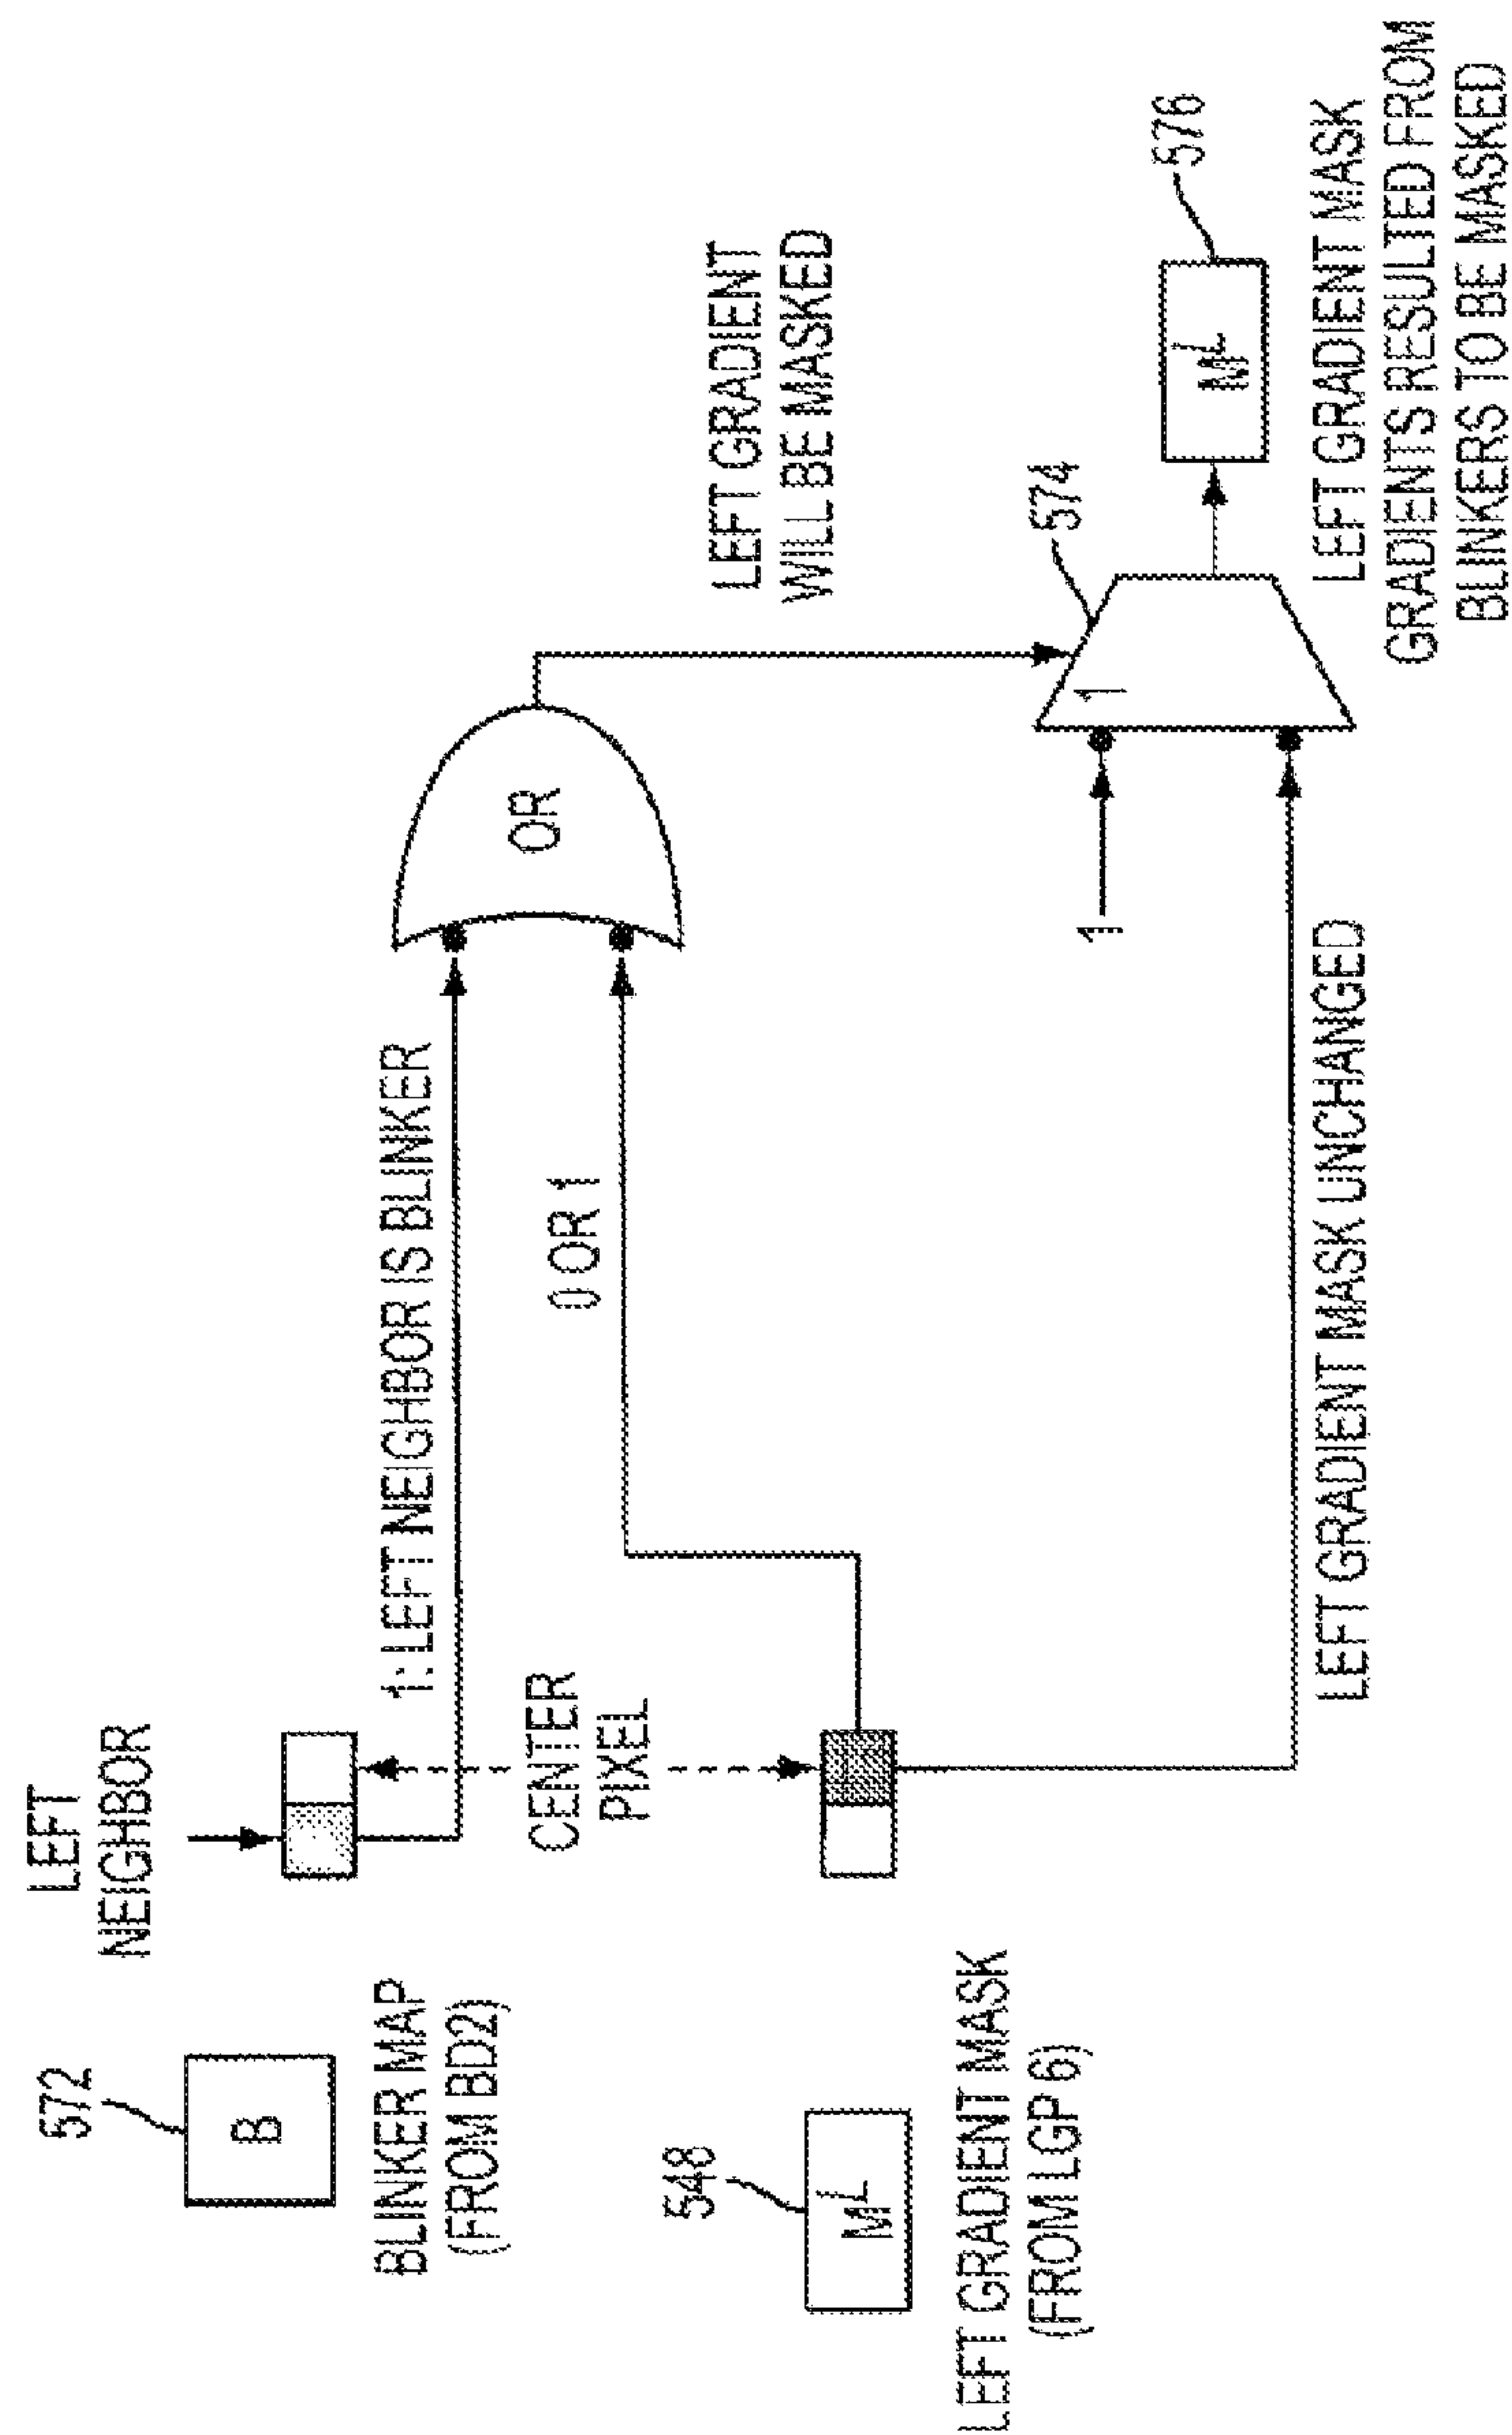 572
B
BLINKER MAP
(FROM BD2)
LEFT
NEIGHBOR
1: LEFT NEIGHBOR IS BLINKER
CENTER
PIXEL
0 OR 1
OR
LEFT GRADIENT
WILL BE MASKED
548
M^L
LEFT GRADIENT MASK
(FROM LGP 6)
LEFT GRADIENT MASK UNCHANGED
1
1
574
576
M^L
LEFT GRADIENT MASK
GRADIENTS RESULTED FROM
BLINKERS TO BE MASKED